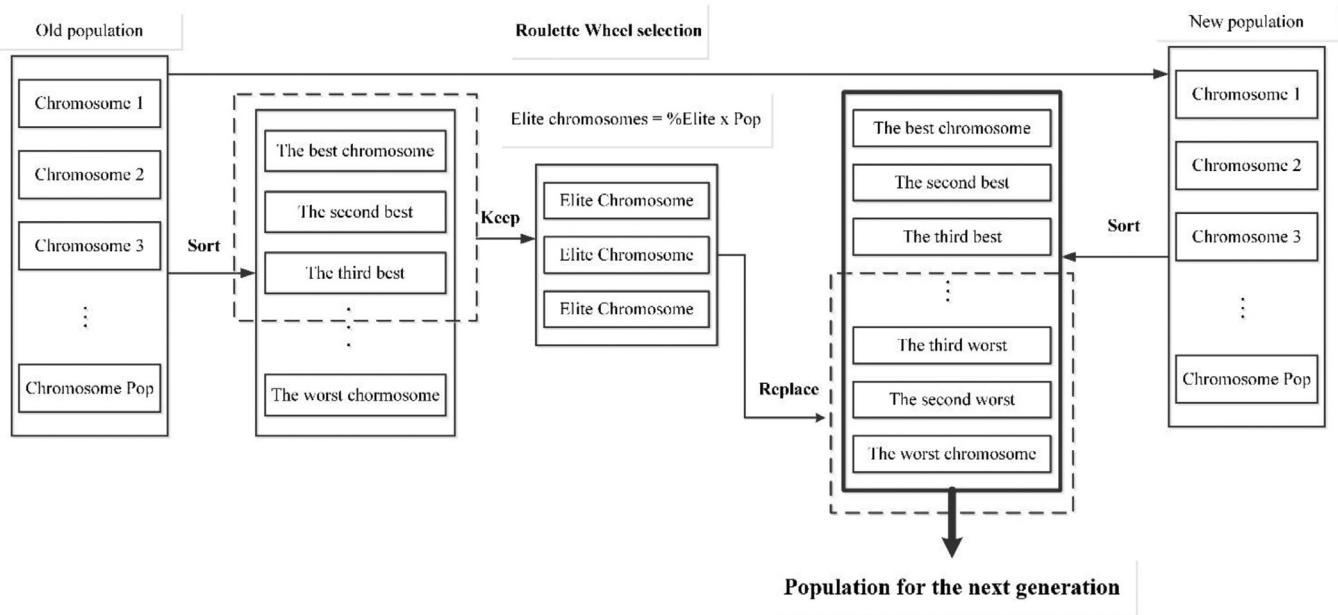 Old population
Chromosome 1
Chromosome 2
Chromosome 3
⋮
Chromosome Pop
Sort
The best chromosome
The second best
The third best
⋮
The worst chormosome
Roulette Wheel selection
Elite chromosomes = %Elite x Pop
Keep
Elite Chromosome
Elite Chromosome
Elite Chromosome
Replace
The best chromosome
The second best
The third best
⋮
The third worst
The second worst
The worst chromosome
Sort
New population
Chromosome 1
Chromosome 2
Chromosome 3
⋮
Chromosome Pop
Population for the next generation